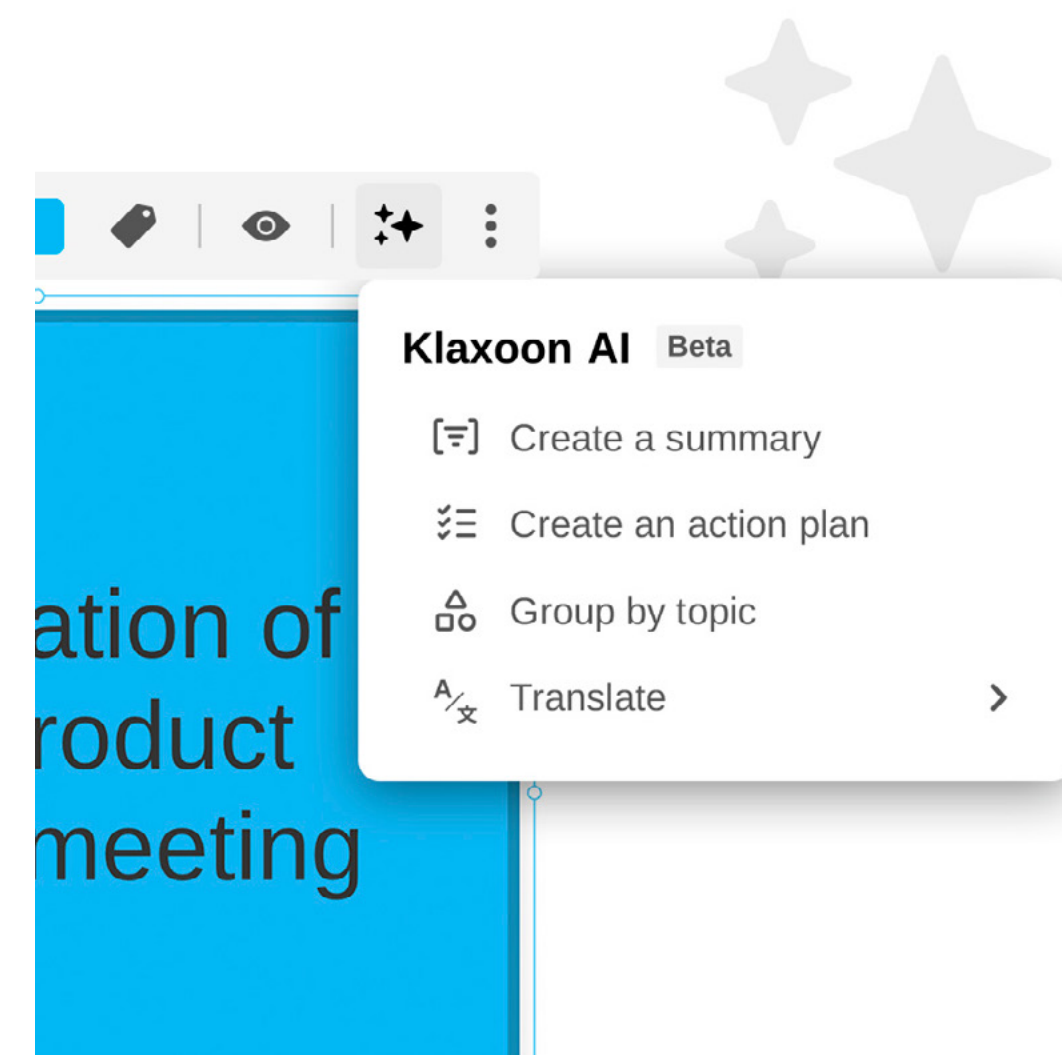 Klaxoon AI Beta
Create a summary
Create an action plan
Group by topic
Translate
ation of
roduct
meeting